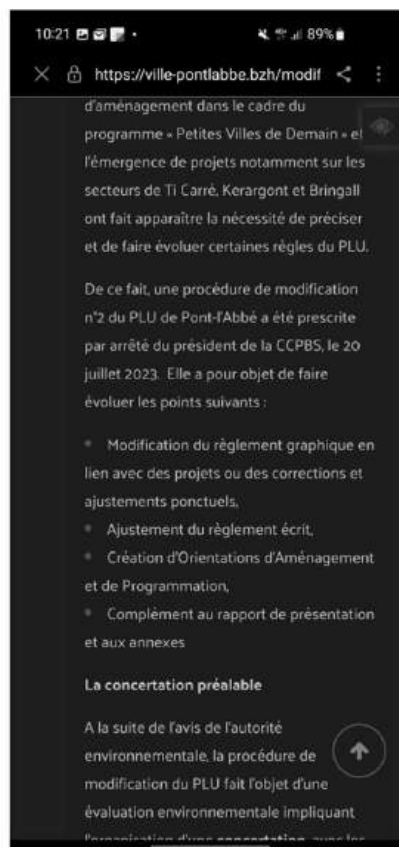 10:21
89%
https://ville-pontlabbe.bzh/modif
d'aménagement dans le cadre du
programme « Petites Villes de Demain » et
l'émergence de projets notamment sur les
secteurs de Ti Carré, Kerargont et Bringall
ont fait apparaître la nécessité de préciser
et de faire évoluer certaines règles du PLU.
De ce fait, une procédure de modification
n°2 du PLU de Pont-l'Abbé a été prescrite
par arrêté du président de la CCPBS, le 20
juillet 2023. Elle a pour objet de faire
évoluer les points suivants :
• Modification du règlement graphique en
lien avec des projets ou des corrections et
ajustements ponctuels,
• Ajustement du règlement écrit,
• Création d'Orientations d'Aménagement
et de Programmation,
• Complément au rapport de présentation
et aux annexes
La concertation préalable
A la suite de l'avis de l'autorité
environnementale, la procédure de
modification du PLU fait l'objet d'une
évaluation environnementale impliquant
l'organisation d'une concertation, avec les